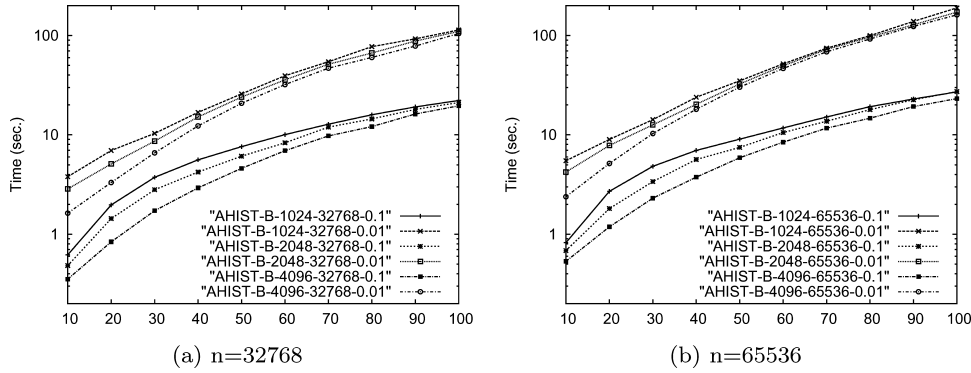 100
10
1
Time (sec.)
"AHIST-B-1024-32768-0.1"
"AHIST-B-1024-32768-0.01"
"AHIST-B-2048-32768-0.1"
"AHIST-B-2048-32768-0.01"
"AHIST-B-4096-32768-0.1"
"AHIST-B-4096-32768-0.01"
10 20 30 40 50 60 70 80 90 100
(a) n=32768
100
10
1
Time (sec.)
"AHIST-B-1024-65536-0.1"
"AHIST-B-1024-65536-0.01"
"AHIST-B-2048-65536-0.1"
"AHIST-B-2048-65536-0.01"
"AHIST-B-4096-65536-0.1"
"AHIST-B-4096-65536-0.01"
10 20 30 40 50 60 70 80 90 100
(b) n=65536